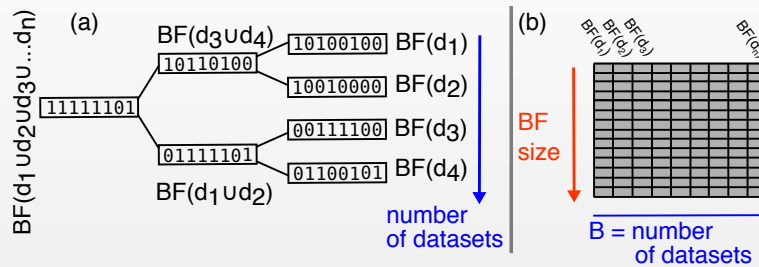 (a)
BF(d₁∪d₂∪d₃∪...dₙ)
11111101
BF(d₃∪d₄)
10110100
01111101
BF(d₁∪d₂)
10100100 BF(d₁)
10010000 BF(d₂)
00111100 BF(d₃)
01100101 BF(d₄)
number
of datasets
(b)
BF(d₁)
BF(d₂)
BF(d₃)
BF(dₙ)
BF
size
B = number
of datasets